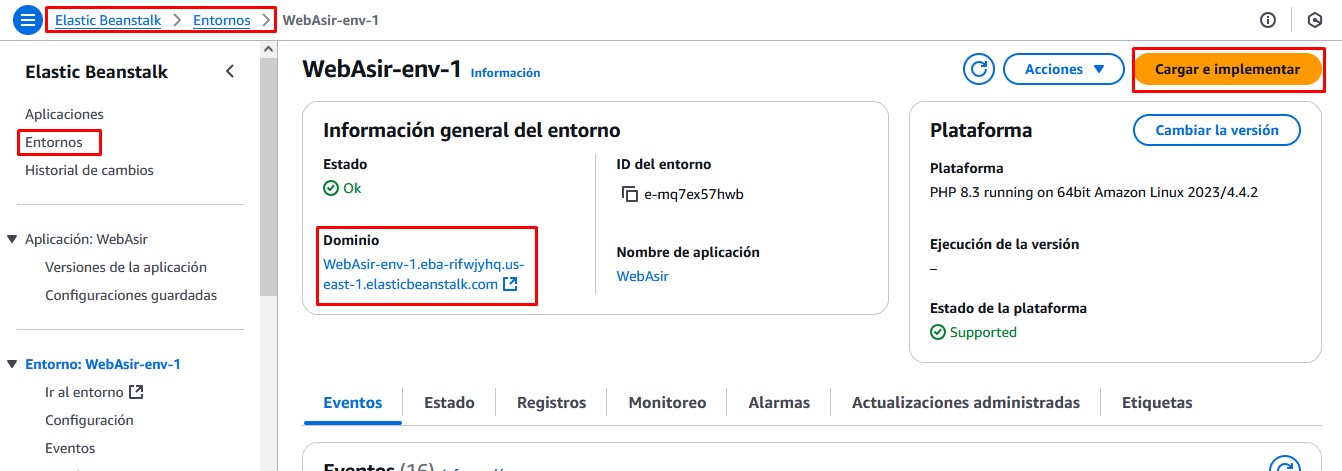 Elastic Beanstalk > Entornos > WebAsir-env-1
Elastic Beanstalk
Aplicaciones
Entornos
Historial de cambios
Aplicación: WebAsir
Versiones de la aplicación
Configuraciones guardadas
Entorno: WebAsir-env-1
Ir al entorno
Configuración
Eventos
WebAsir-env-1 Información
Acciones
Cargar e implementar
Información general del entorno
Estado
Ok
Dominio
WebAsir-env-1.eba-rifwjyhq.us-
east-1.elasticbeanstalk.com
ID del entorno
e-mq7ex57hwb
Nombre de aplicación
WebAsir
Plataforma
Cambiar la versión
Plataforma
PHP 8.3 running on 64bit Amazon Linux 2023/4.4.2
Ejecución de la versión
–
Estado de la plataforma
Supported
Eventos
Estado
Registros
Monitoreo
Alarmas
Actualizaciones administradas
Etiquetas
Eventos (16) Información